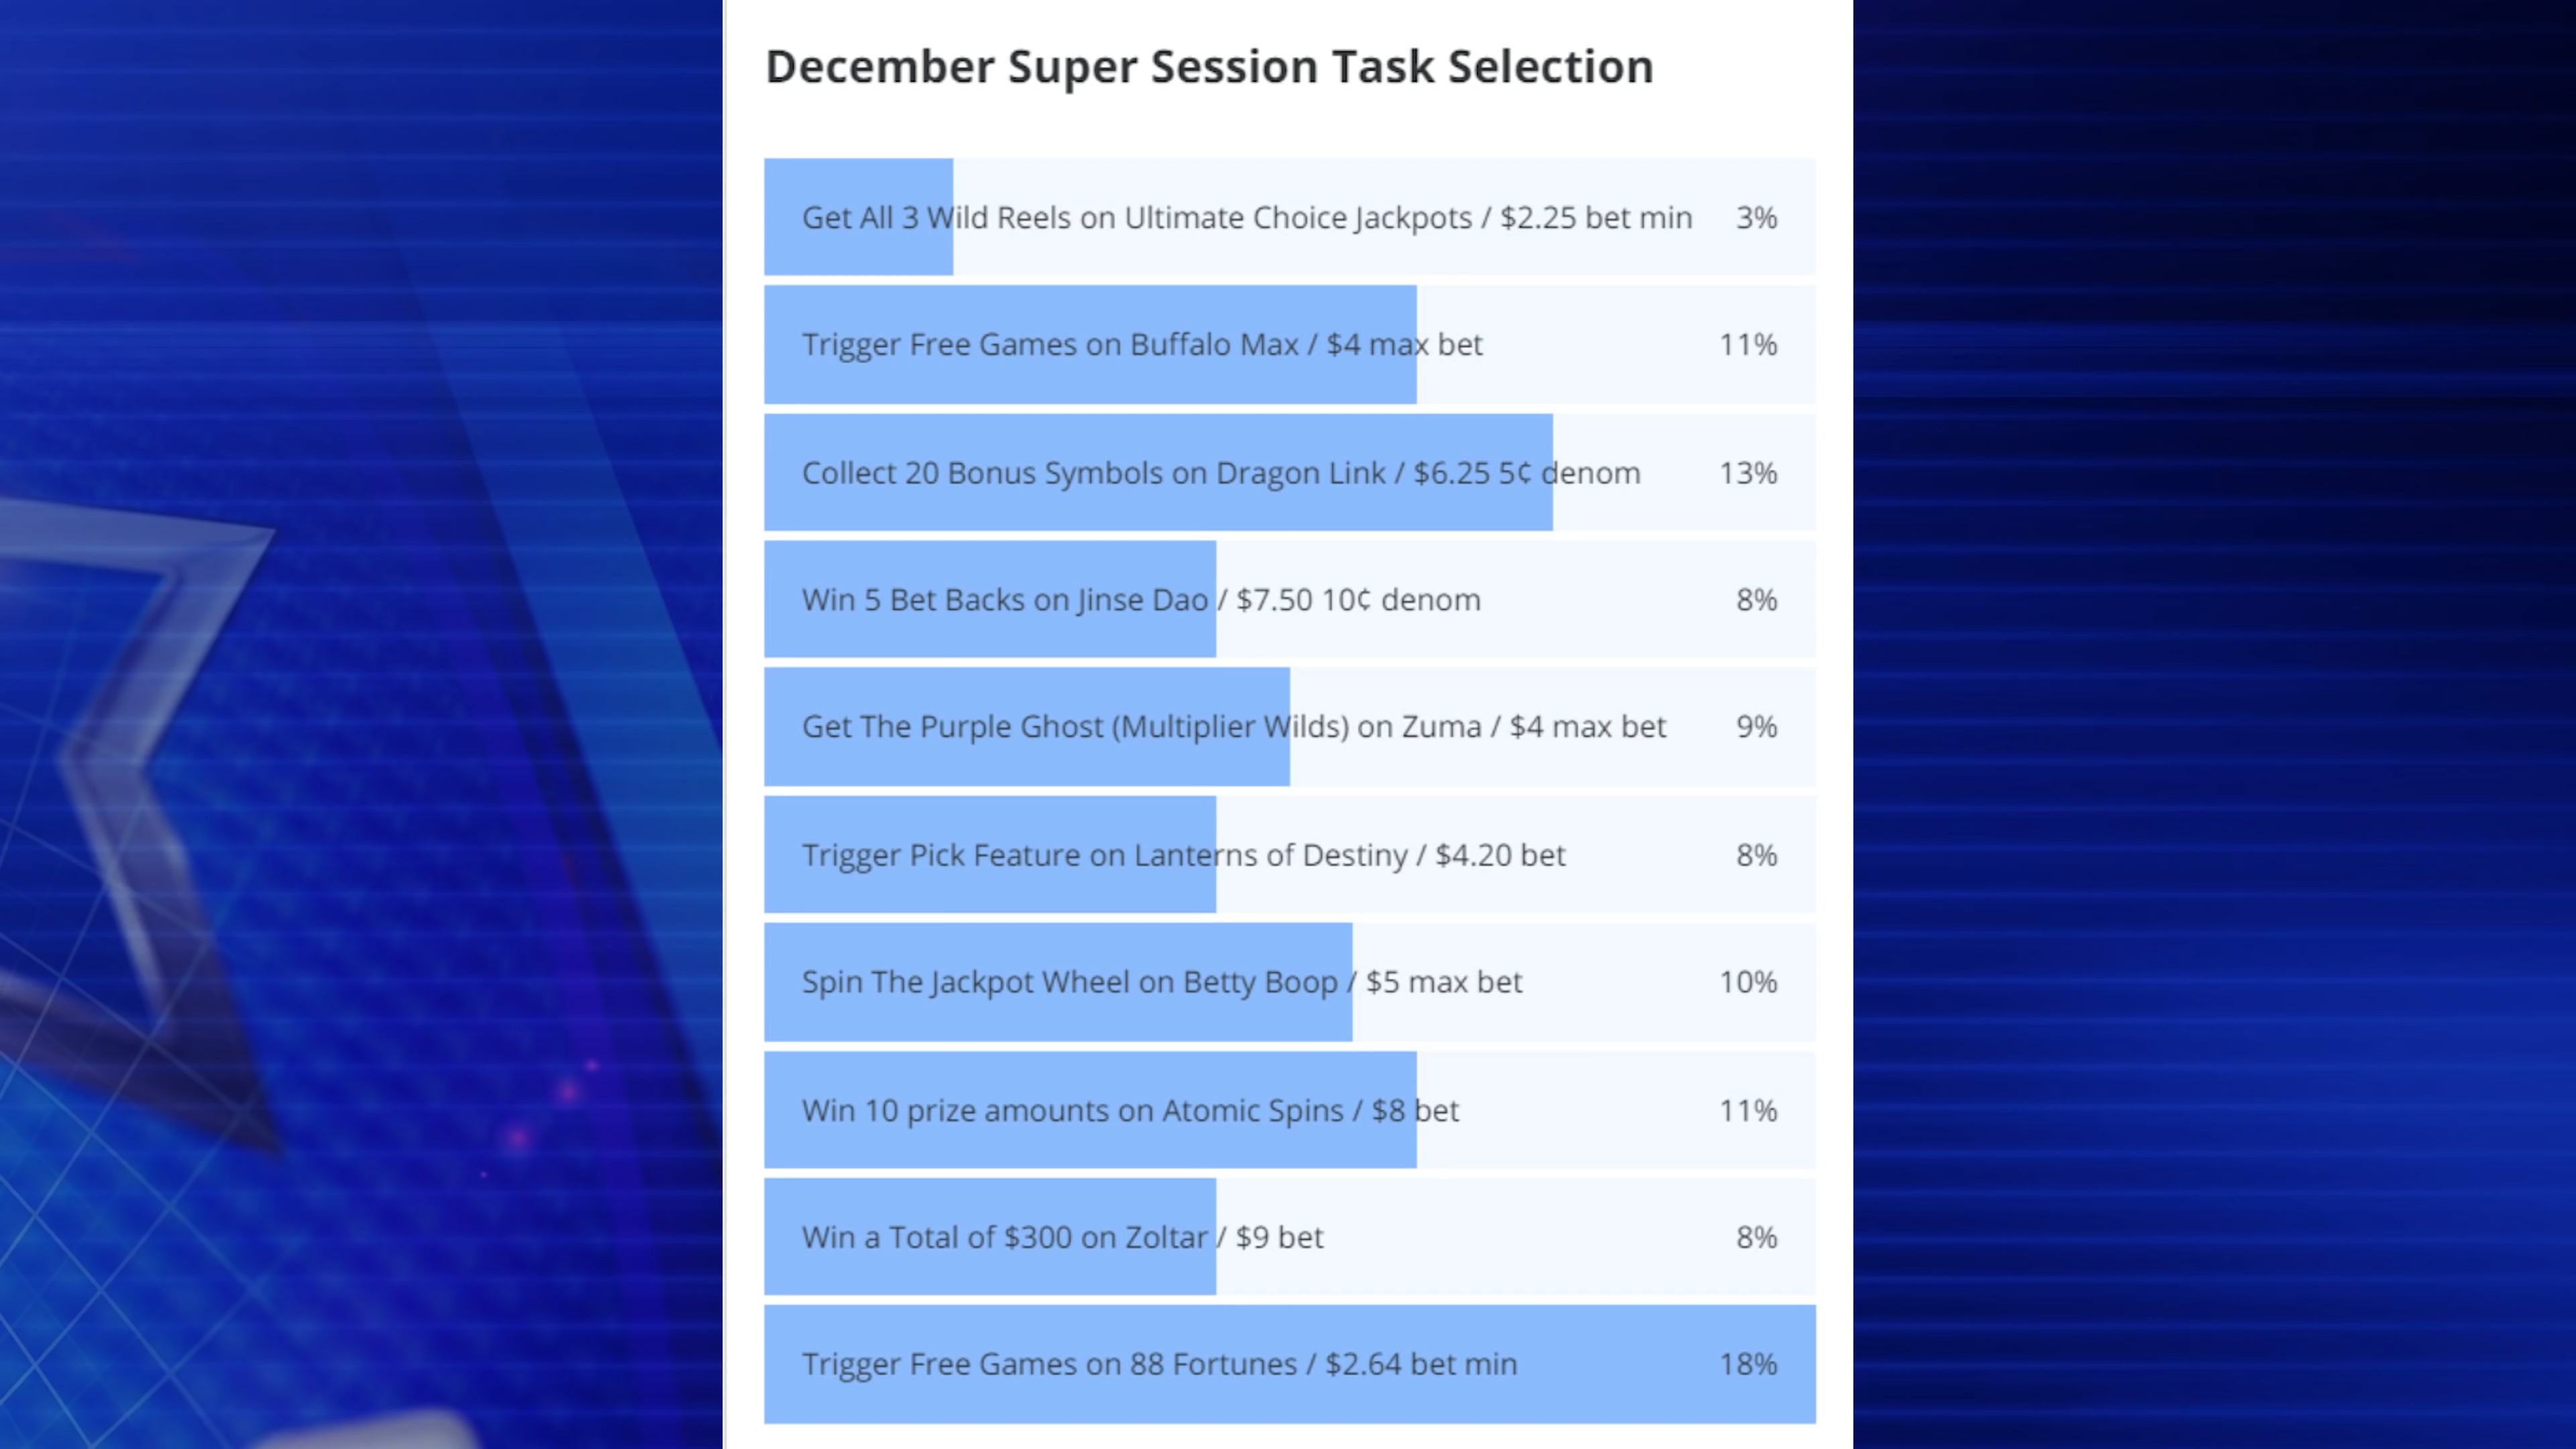 December Super Session Task Selection
Get All 3 Wild Reels on Ultimate Choice Jackpots / $2.25 bet min 3%
Trigger Free Games on Buffalo Max / $4 max bet 11%
Collect 20 Bonus Symbols on Dragon Link / $6.25 5¢ denom 13%
Win 5 Bet Backs on Jinse Dao / $7.50 10¢ denom 8%
Get The Purple Ghost (Multiplier Wilds) on Zuma / $4 max bet 9%
Trigger Pick Feature on Lanterns of Destiny / $4.20 bet 8%
Spin The Jackpot Wheel on Betty Boop / $5 max bet 10%
Win 10 prize amounts on Atomic Spins / $8 bet 11%
Win a Total of $300 on Zoltar / $9 bet 8%
Trigger Free Games on 88 Fortunes / $2.64 bet min 18%